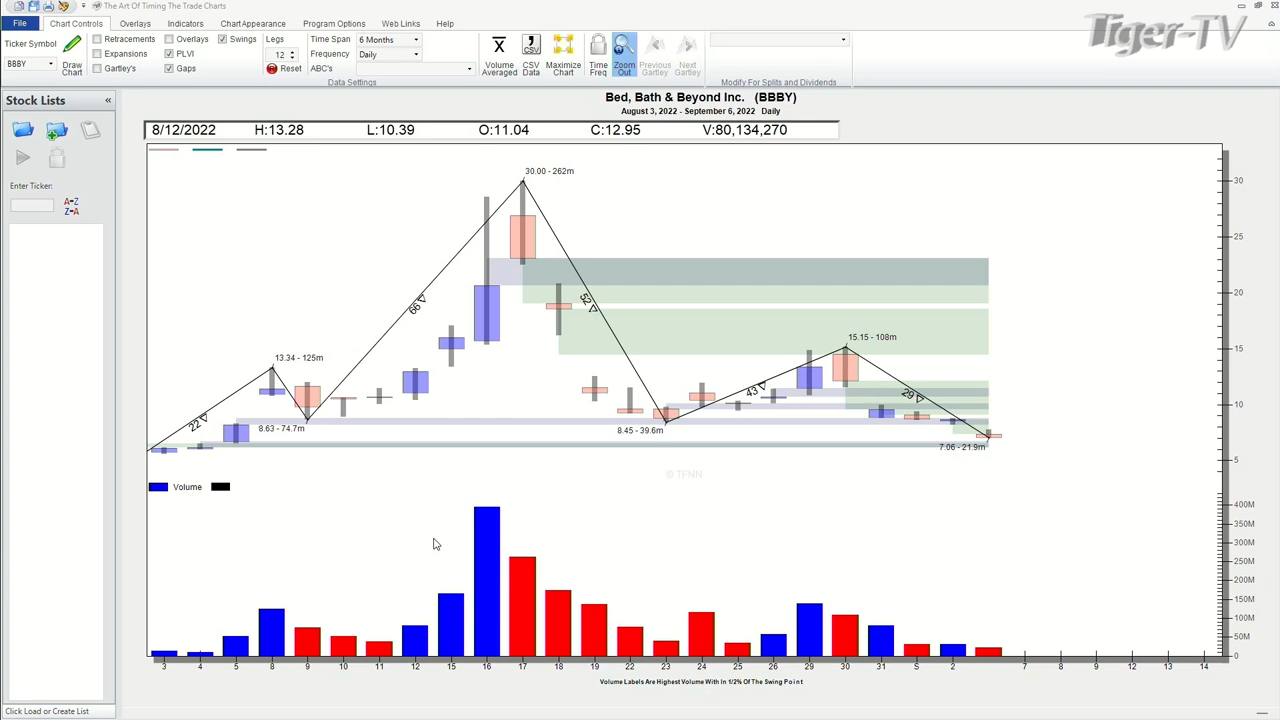 The Art Of Timing The Trade Charts
File Chart Controls Overlays Indicators Chart Appearance Program Options Web Links Help
Ticker Symbol
BBBY
Draw Chart
Retracements Overlays Swings
Expansions PLVI
Gartley's Gaps
Legs
12
Reset
Time Span 6 Months
Frequency Daily
ABC's
Data Settings
Volume Averaged
CSV Data
Maximize Chart
Time Freq
Zoom Out
Previous Gartley
Next Gartley
Modify For Splits and Dividends
Tiger-TV
Stock Lists «
Enter Ticker:
A-Z
Z-A
Click Load or Create List
Bed, Bath & Beyond Inc. (BBBY)
August 3, 2022 - September 6, 2022 Daily
8/12/2022 H:13.28 L:10.39 O:11.04 C:12.95 V:80,134,270
30.00 - 262m
13.34 - 125m
15.15 - 108m
8.63 - 74.7m
8.45 - 39.6m
7.06 - 21.9m
22
66
52
43
29
30
25
20
15
10
5
© TFNN
Volume
400M
350M
300M
250M
200M
150M
100M
50M
0
3 4 5 8 9 10 11 12 15 16 17 18 19 22 23 24 25 26 29 30 31 S 2 7 8 9 12 13 14
Volume Labels Are Highest Volume With In 1/2% Of The Swing Point